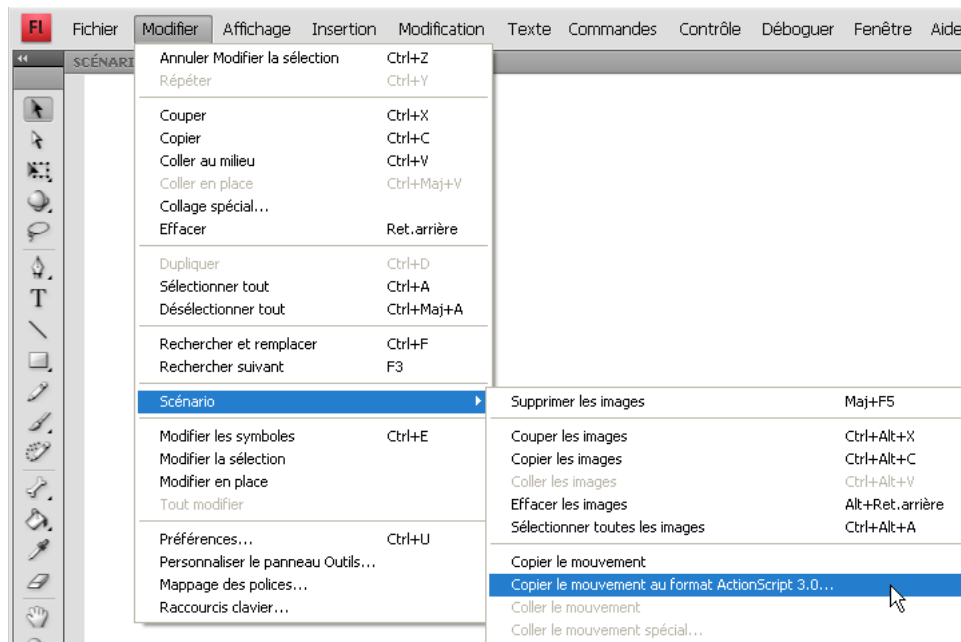 Fl Fichier Modifier Affichage Insertion Modification Texte Commandes Contrôle Déboguer Fenêtre Aide
SCÉNARI
Annuler Modifier la sélection Ctrl+Z
Répéter Ctrl+Y
Couper Ctrl+X
Copier Ctrl+C
Coller au milieu Ctrl+V
Coller en place Ctrl+Maj+V
Collage spécial...
Effacer Ret.arrière
Dupliquer Ctrl+D
Sélectionner tout Ctrl+A
Désélectionner tout Ctrl+Maj+A
Rechercher et remplacer Ctrl+F
Rechercher suivant F3
Scénario
Modifier les symboles Ctrl+E
Modifier la sélection
Modifier en place
Tout modifier
Préférences... Ctrl+U
Personnaliser le panneau Outils...
Mappage des polices...
Raccourcis clavier...
Supprimer les images Maj+F5
Couper les images Ctrl+Alt+X
Copier les images Ctrl+Alt+C
Coller les images Ctrl+Alt+V
Effacer les images Alt+Ret.arrière
Sélectionner toutes les images Ctrl+Alt+A
Copier le mouvement
Copier le mouvement au format ActionScript 3.0...
Coller le mouvement
Coller le mouvement spécial...